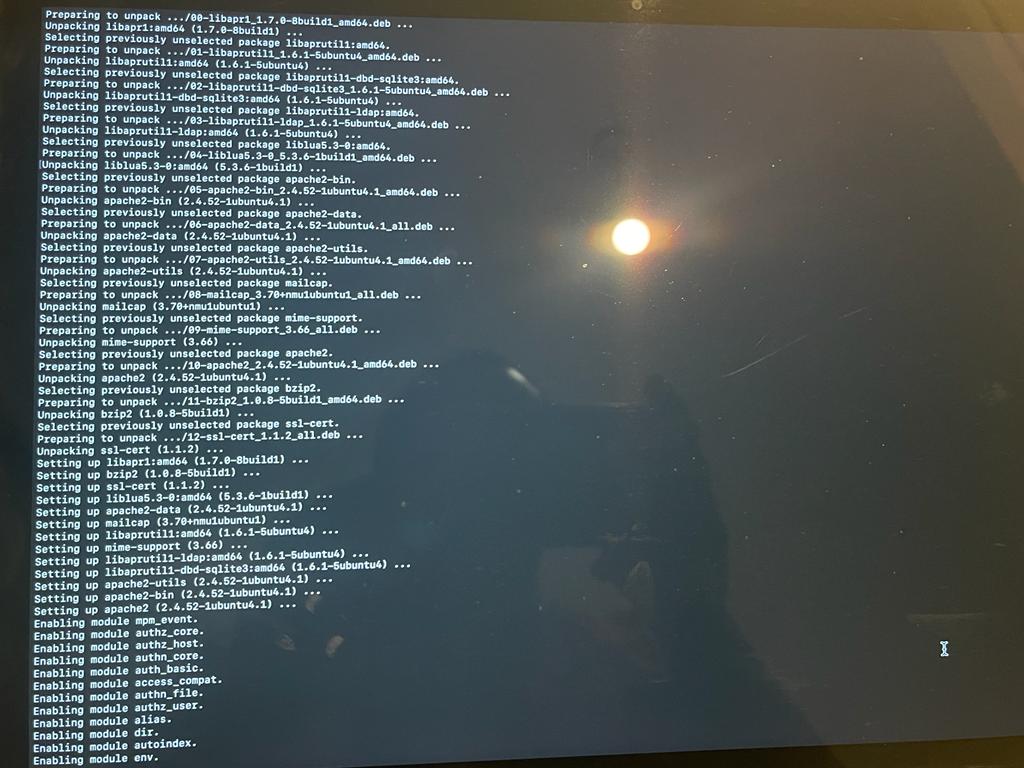 Preparing to unpack .../00-libapr1_1.7.0-8build1_amd64.deb ...
Unpacking libapr1:amd64 (1.7.0-8build1) ...
Selecting previously unselected package libaprutil1:amd64.
Preparing to unpack .../01-libaprutil1_1.6.1-5ubuntu4_amd64.deb ...
Unpacking libaprutil1:amd64 (1.6.1-5ubuntu4) ...
Selecting previously unselected package libaprutil1-dbd-sqlite3:amd64.
Preparing to unpack .../02-libaprutil1-dbd-sqlite3_1.6.1-5ubuntu4_amd64.deb ...
Unpacking libaprutil1-dbd-sqlite3:amd64 (1.6.1-5ubuntu4) ...
Selecting previously unselected package libaprutil1-ldap:amd64.
Preparing to unpack .../03-libaprutil1-ldap_1.6.1-5ubuntu4_amd64.deb ...
Unpacking libaprutil1-ldap:amd64 (1.6.1-5ubuntu4) ...
Selecting previously unselected package liblua5.3-0:amd64.
Preparing to unpack .../04-liblua5.3-0_5.3.6-1build1_amd64.deb ...
Unpacking liblua5.3-0:amd64 (5.3.6-1build1) ...
Selecting previously unselected package apache2-bin.
Preparing to unpack .../05-apache2-bin_2.4.52-1ubuntu4.1_amd64.deb ...
Unpacking apache2-bin (2.4.52-1ubuntu4.1) ...
Selecting previously unselected package apache2-data.
Preparing to unpack .../06-apache2-data_2.4.52-1ubuntu4.1_all.deb ...
Unpacking apache2-data (2.4.52-1ubuntu4.1) ...
Selecting previously unselected package apache2-utils.
Preparing to unpack .../07-apache2-utils_2.4.52-1ubuntu4.1_amd64.deb ...
Unpacking apache2-utils (2.4.52-1ubuntu4.1) ...
Selecting previously unselected package mailcap.
Preparing to unpack .../08-mailcap_3.70+nmu1ubuntu1_all.deb ...
Unpacking mailcap (3.70+nmu1ubuntu1) ...
Selecting previously unselected package mime-support.
Preparing to unpack .../09-mime-support_3.66_all.deb ...
Unpacking mime-support (3.66) ...
Selecting previously unselected package apache2.
Preparing to unpack .../10-apache2_2.4.52-1ubuntu4.1_amd64.deb ...
Unpacking apache2 (2.4.52-1ubuntu4.1) ...
Selecting previously unselected package bzip2.
Preparing to unpack .../11-bzip2_1.0.8-5build1_amd64.deb ...
Unpacking bzip2 (1.0.8-5build1) ...
Selecting previously unselected package ssl-cert.
Preparing to unpack .../12-ssl-cert_1.1.2_all.deb ...
Unpacking ssl-cert (1.1.2) ...
Setting up libapr1:amd64 (1.7.0-8build1) ...
Setting up bzip2 (1.0.8-5build1) ...
Setting up ssl-cert (1.1.2) ...
Setting up liblua5.3-0:amd64 (5.3.6-1build1) ...
Setting up apache2-data (2.4.52-1ubuntu4.1) ...
Setting up mailcap (3.70+nmu1ubuntu1) ...
Setting up libaprutil1:amd64 (1.6.1-5ubuntu4) ...
Setting up mime-support (3.66) ...
Setting up libaprutil1-ldap:amd64 (1.6.1-5ubuntu4) ...
Setting up libaprutil1-dbd-sqlite3:amd64 (1.6.1-5ubuntu4) ...
Setting up apache2-utils (2.4.52-1ubuntu4.1) ...
Setting up apache2-bin (2.4.52-1ubuntu4.1) ...
Setting up apache2 (2.4.52-1ubuntu4.1) ...
Enabling module mpm_event.
Enabling module authz_core.
Enabling module authz_host.
Enabling module authn_core.
Enabling module auth_basic.
Enabling module access_compat.
Enabling module authn_file.
Enabling module authz_user.
Enabling module alias.
Enabling module dir.
Enabling module autoindex.
Enabling module env.